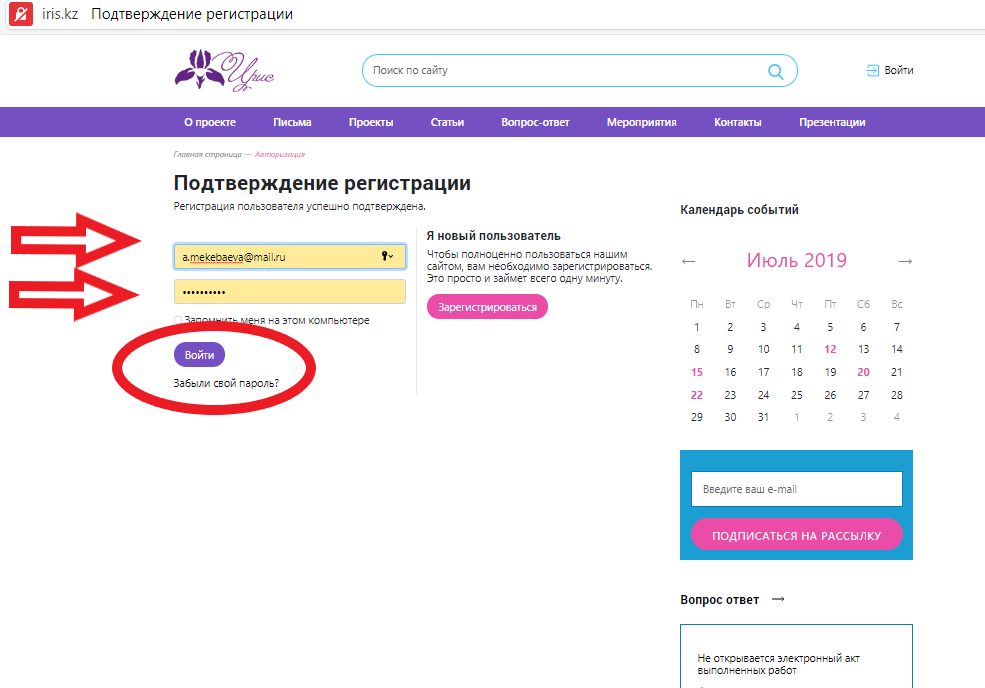 iris.kz Подтверждение регистрации
Ирис
Поиск по сайту
Войти
О проекте Письма Проекты Статьи Вопрос-ответ Мероприятия Контакты Презентации
Главная страница — Авторизация
Подтверждение регистрации
Регистрация пользователя успешно подтверждена.
a.mekebaeva@mail.ru
••••••••••
Запомнить меня на этом компьютере
Войти
Забыли свой пароль?
Я новый пользователь
Чтобы полноценно пользоваться нашим
сайтом, вам необходимо зарегистрироваться.
Это просто и займет всего одну минуту.
Зарегистрироваться
Календарь событий
← Июль 2019 →
Пн Вт Ср Чт Пт Сб Вс
1 2 3 4 5 6 7
8 9 10 11 12 13 14
15 16 17 18 19 20 21
22 23 24 25 26 27 28
29 30 31 1 2 3 4
Введите ваш e-mail
ПОДПИСАТЬСЯ НА РАССЫЛКУ
Вопрос ответ →
Не открывается электронный акт
выполненных работ